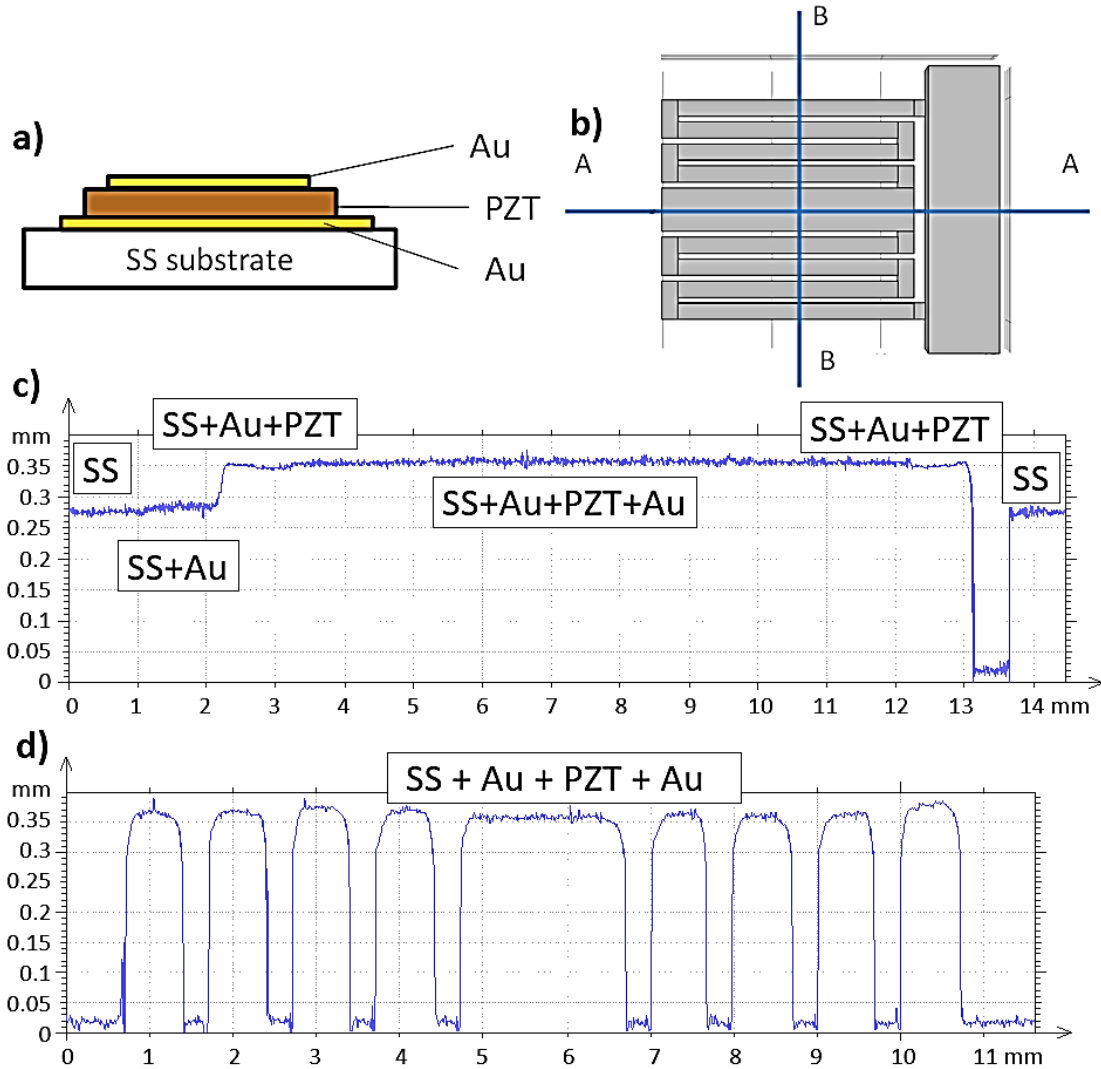 a)
Au
PZT
SS substrate
Au
b)
B
A
A
B
c)
mm
SS+Au+PZT
SS+Au+PZT
0.35
SS
SS
0.3
SS+Au+PZT+Au
0.25
SS+Au
0.2
0.15
0.1
0.05
0
0 1 2 3 4 5 6 7 8 9 10 11 12 13 14 mm
d)
mm
SS + Au + PZT + Au
0.35
0.3
0.25
0.2
0.15
0.1
0.05
0
0 1 2 3 4 5 6 7 8 9 10 11 mm